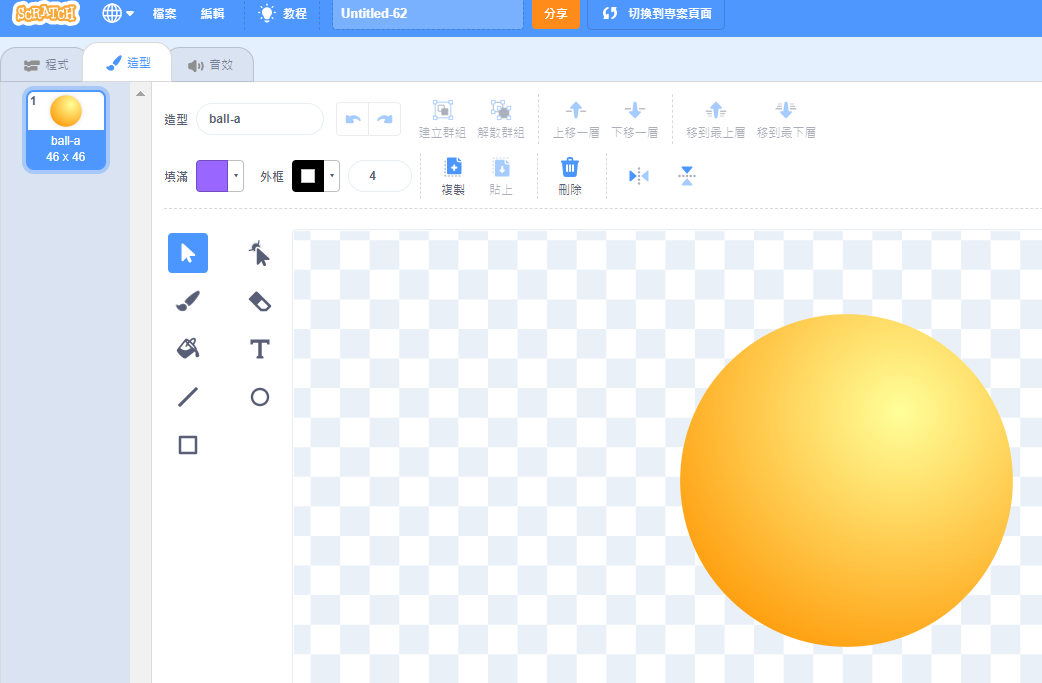 SCRATCH 檔案 編輯 教程 Untitled-62 分享 切換到專案頁面
程式 造型 音效
1
ball-a
46 x 46
造型 ball-a 建立群組 解散群組 上移一層 下移一層 移到最上層 移到最下層
填滿 外框 4 複製 貼上 刪除
T